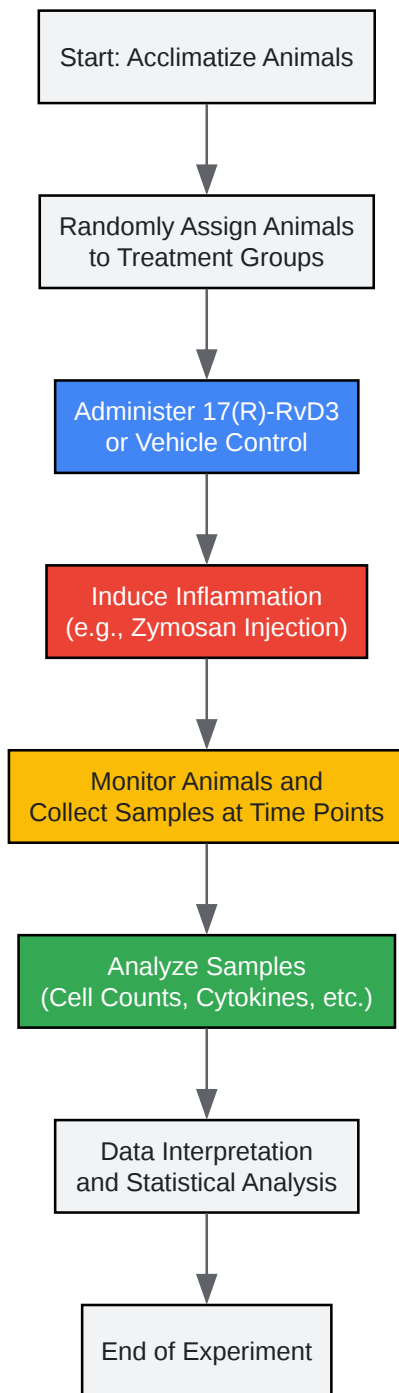 Start: Acclimatize Animals
Randomly Assign Animals
to Treatment Groups
Administer 17(R)-RvD3
or Vehicle Control
Induce Inflammation
(e.g., Zymosan Injection)
Monitor Animals and
Collect Samples at Time Points
Analyze Samples
(Cell Counts, Cytokines, etc.)
Data Interpretation
and Statistical Analysis
End of Experiment